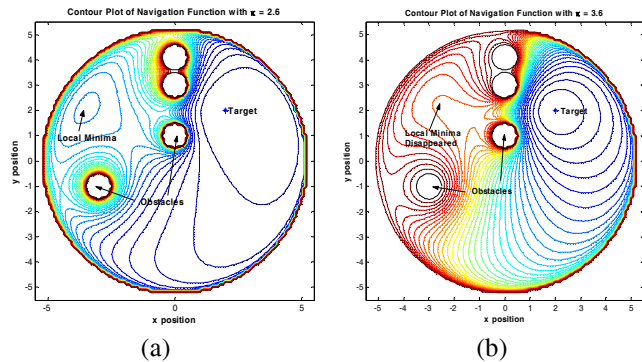 Contour Plot of Navigation Function with κ = 2.6
5
4
3
2
1
0
-1
-2
-3
-4
-5
y position
Target
Local Minima
Obstacles
-5
0
5
x position
(a)
Contour Plot of Navigation Function with κ = 3.6
5
4
3
2
1
0
-1
-2
-3
-4
-5
y position
Target
Local Minima
Disappeared
Obstacles
-5 -4 -3 -2 -1 0 1 2 3 4 5
x position
(b)